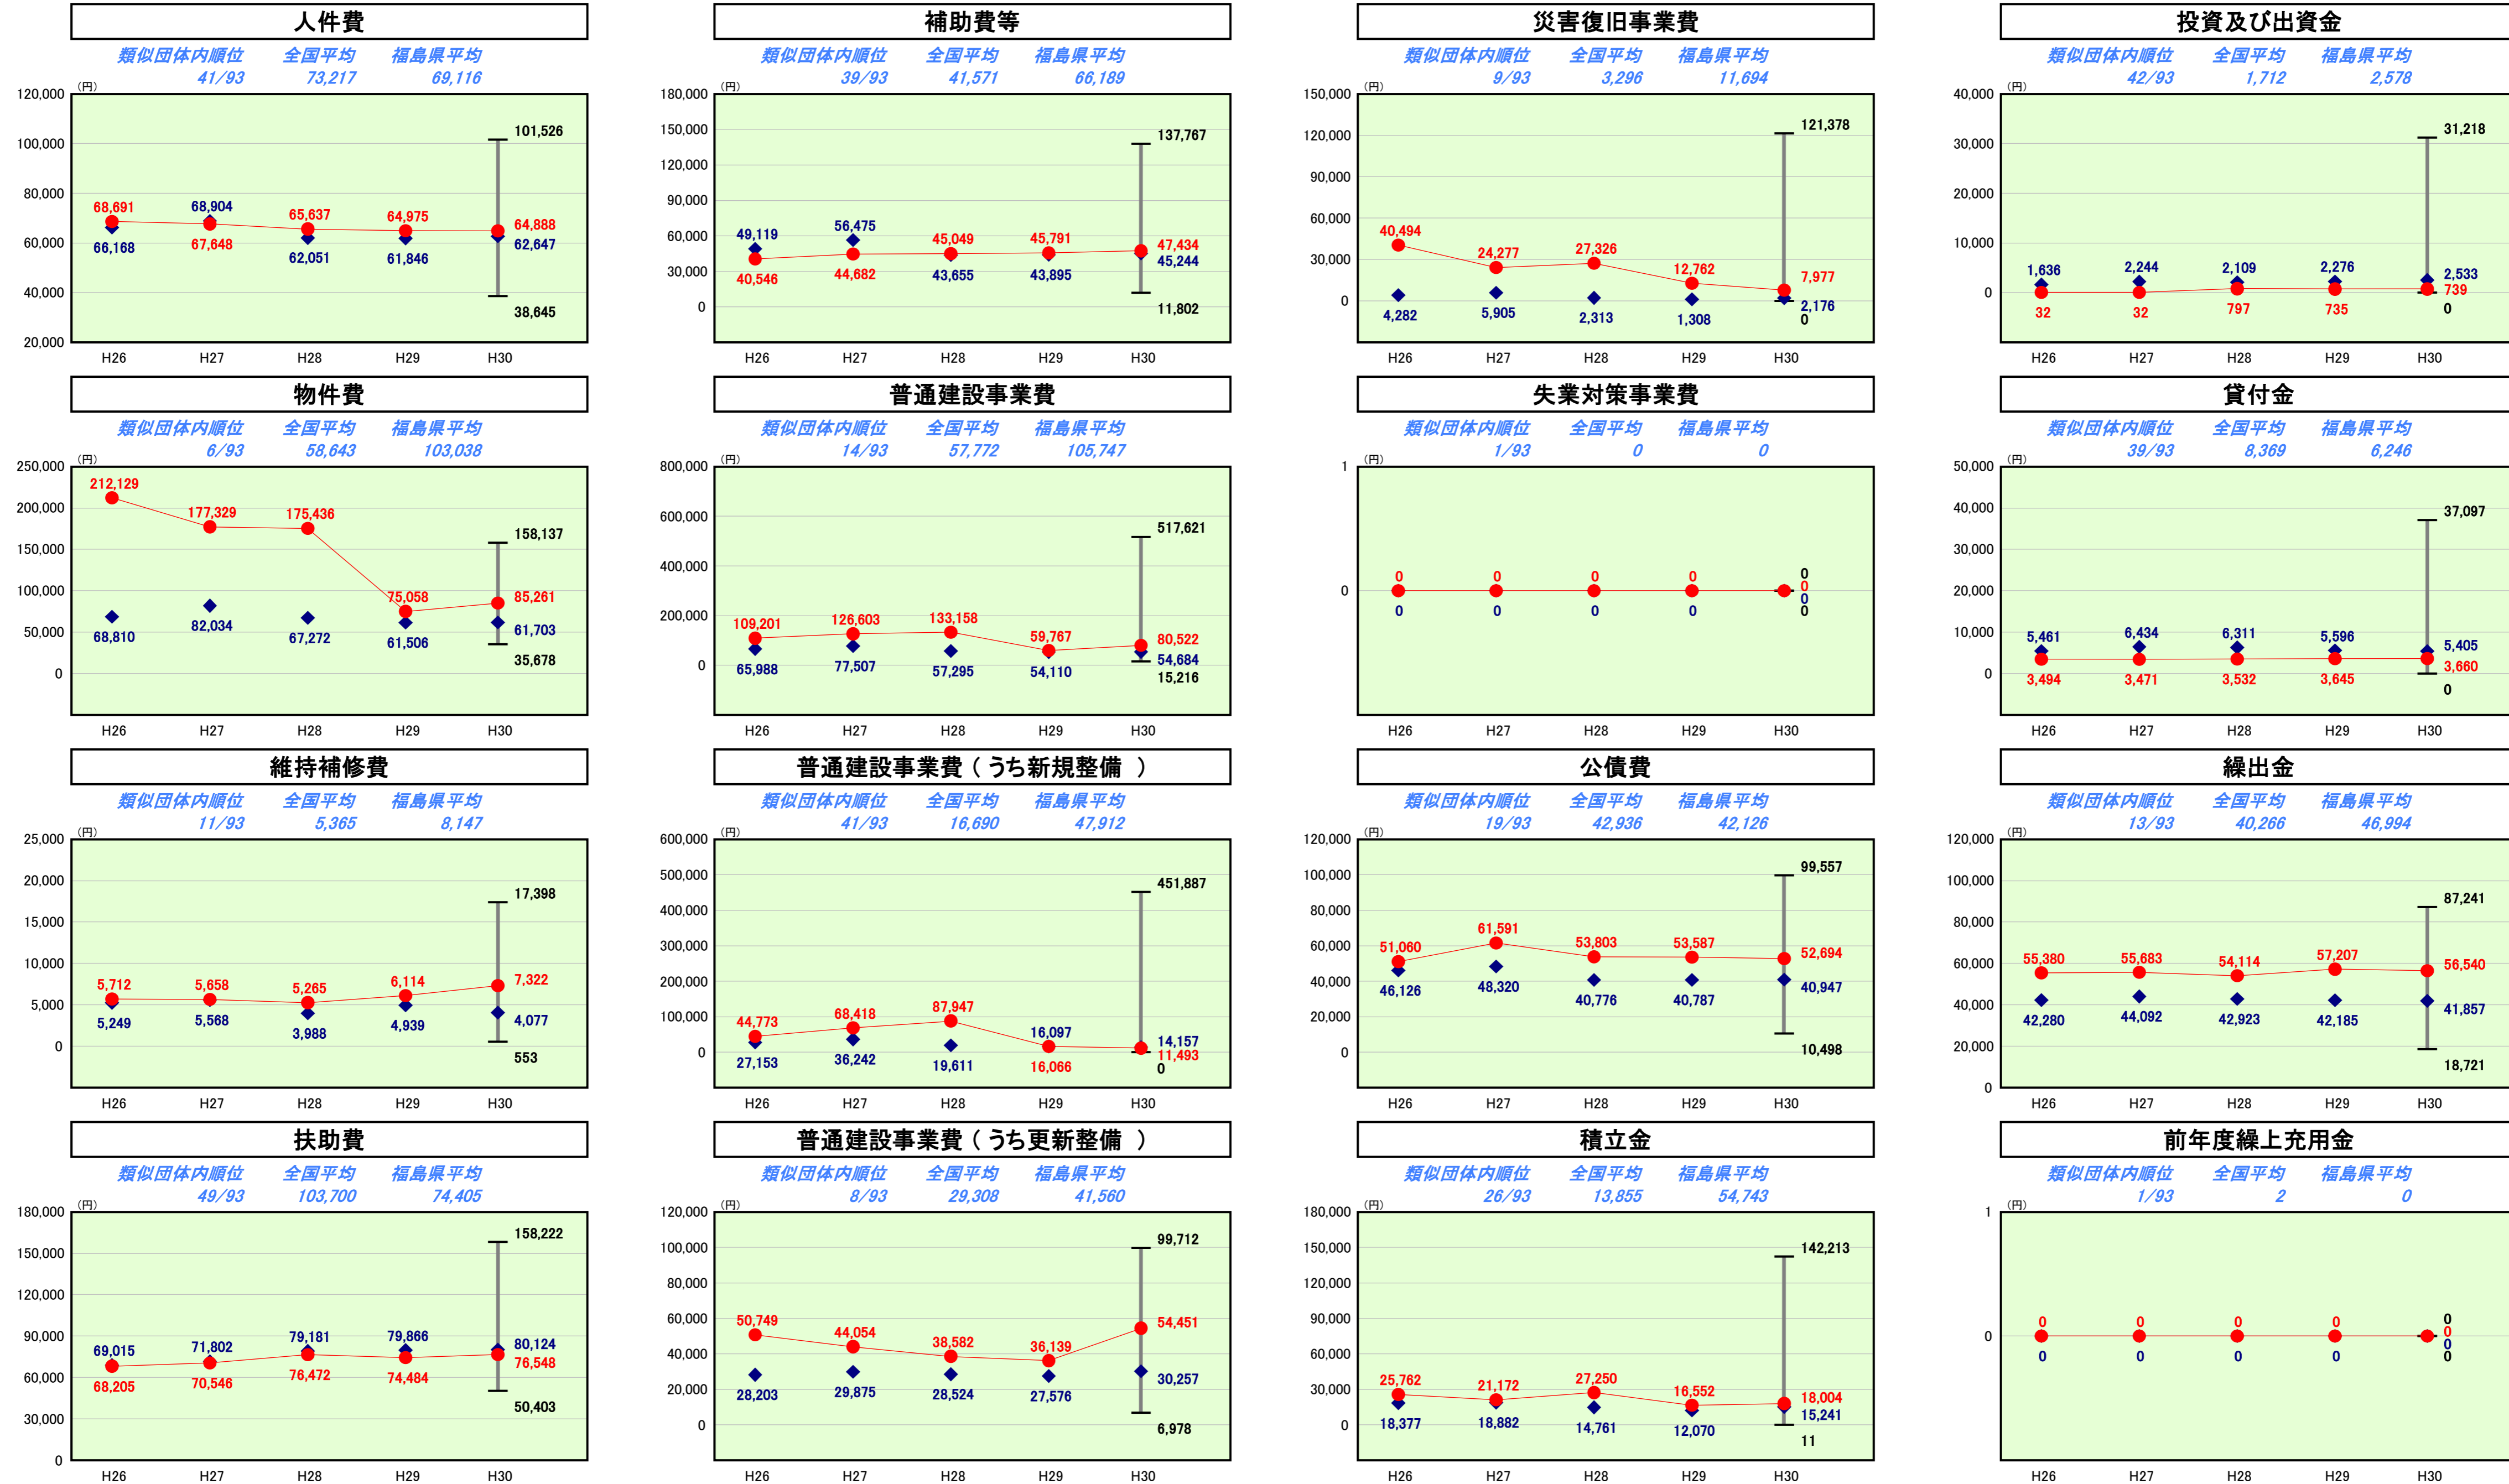 人件費
類似団体内順位 全国平均 福島県平均
41/93 73,217 69,116
(円)
120,000
100,000
80,000
60,000
40,000
20,000
101,526
68,691 68,904 65,637 64,975 64,888
66,168 67,648 62,051 61,846 62,647
38,645
H26 H27 H28 H29 H30
補助費等
類似団体内順位 全国平均 福島県平均
39/93 41,571 66,189
(円)
180,000
150,000
120,000
90,000
60,000
30,000
0
137,767
49,119 56,475 45,049 45,791 47,434
40,546 44,682 43,655 43,895 45,244
11,802
H26 H27 H28 H29 H30
災害復旧事業費
類似団体内順位 全国平均 福島県平均
9/93 3,296 11,694
(円)
150,000
120,000
90,000
60,000
30,000
0
121,378
40,494 24,277 27,326 12,762 7,977
4,282 5,905 2,313 1,308 2,176
0
H26 H27 H28 H29 H30
投資及び出資金
類似団体内順位 全国平均 福島県平均
42/93 1,712 2,578
(円)
40,000
30,000
20,000
10,000
0
31,218
1,636 2,244 2,109 2,276 2,533
32 32 797 735 739
0
H26 H27 H28 H29 H30
物件費
類似団体内順位 全国平均 福島県平均
6/93 58,643 103,038
(円)
250,000
200,000
150,000
100,000
50,000
0
158,137
212,129 177,329 175,436 75,058 85,261
68,810 82,034 67,272 61,506 61,703
35,678
H26 H27 H28 H29 H30
普通建設事業費
類似団体内順位 全国平均 福島県平均
14/93 57,772 105,747
(円)
800,000
600,000
400,000
200,000
0
517,621
109,201 126,603 133,158 59,767 80,522
65,988 77,507 57,295 54,110 54,684
15,216
H26 H27 H28 H29 H30
失業対策事業費
類似団体内順位 全国平均 福島県平均
1/93 0 0
(円)
1
0
0
0 0 0 0 0
0 0 0 0 0
0
H26 H27 H28 H29 H30
貸付金
類似団体内順位 全国平均 福島県平均
39/93 8,369 6,246
(円)
50,000
40,000
30,000
20,000
10,000
0
37,097
5,461 6,434 6,311 5,596 5,405
3,494 3,471 3,532 3,645 3,660
0
H26 H27 H28 H29 H30
維持補修費
類似団体内順位 全国平均 福島県平均
11/93 5,365 8,147
(円)
25,000
20,000
15,000
10,000
5,000
0
17,398
5,712 5,658 5,265 6,114 7,322
5,249 5,568 3,988 4,939 4,077
553
H26 H27 H28 H29 H30
普通建設事業費(うち新規整備 )
類似団体内順位 全国平均 福島県平均
41/93 16,690 47,912
(円)
600,000
500,000
400,000
300,000
200,000
100,000
0
451,887
44,773 68,418 87,947 16,097 14,157
27,153 36,242 19,611 16,066 11,493
0
H26 H27 H28 H29 H30
公債費
類似団体内順位 全国平均 福島県平均
19/93 42,936 42,126
(円)
120,000
100,000
80,000
60,000
40,000
20,000
0
99,557
51,060 61,591 53,803 53,587 52,694
46,126 48,320 40,776 40,787 40,947
10,498
H26 H27 H28 H29 H30
繰出金
類似団体内順位 全国平均 福島県平均
13/93 40,266 46,994
(円)
120,000
100,000
80,000
60,000
40,000
20,000
0
87,241
55,380 55,683 54,114 57,207 56,540
42,280 44,092 42,923 42,185 41,857
18,721
H26 H27 H28 H29 H30
扶助費
類似団体内順位 全国平均 福島県平均
49/93 103,700 74,405
(円)
180,000
150,000
120,000
90,000
60,000
30,000
0
158,222
69,015 71,802 79,181 79,866 80,124
68,205 70,546 76,472 74,484 76,548
50,403
H26 H27 H28 H29 H30
普通建設事業費(うち更新整備 )
類似団体内順位 全国平均 福島県平均
8/93 29,308 41,560
(円)
120,000
100,000
80,000
60,000
40,000
20,000
0
99,712
50,749 44,054 38,582 36,139 54,451
28,203 29,875 28,524 27,576 30,257
6,978
H26 H27 H28 H29 H30
積立金
類似団体内順位 全国平均 福島県平均
26/93 13,855 54,743
(円)
180,000
150,000
120,000
90,000
60,000
30,000
0
142,213
25,762 21,172 27,250 16,552 18,004
18,377 18,882 14,761 12,070 15,241
11
H26 H27 H28 H29 H30
前年度繰上充用金
類似団体内順位 全国平均 福島県平均
1/93 2 0
(円)
1
0
0
0 0 0 0 0
0 0 0 0 0
0
H26 H27 H28 H29 H30